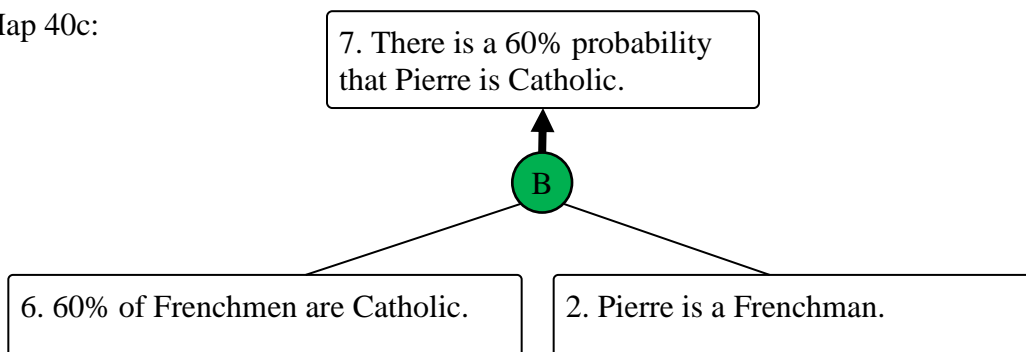 40c:
7. There is a 60% probability
that Pierre is Catholic.
B
6. 60% of Frenchmen are Catholic.
2. Pierre is a Frenchman.